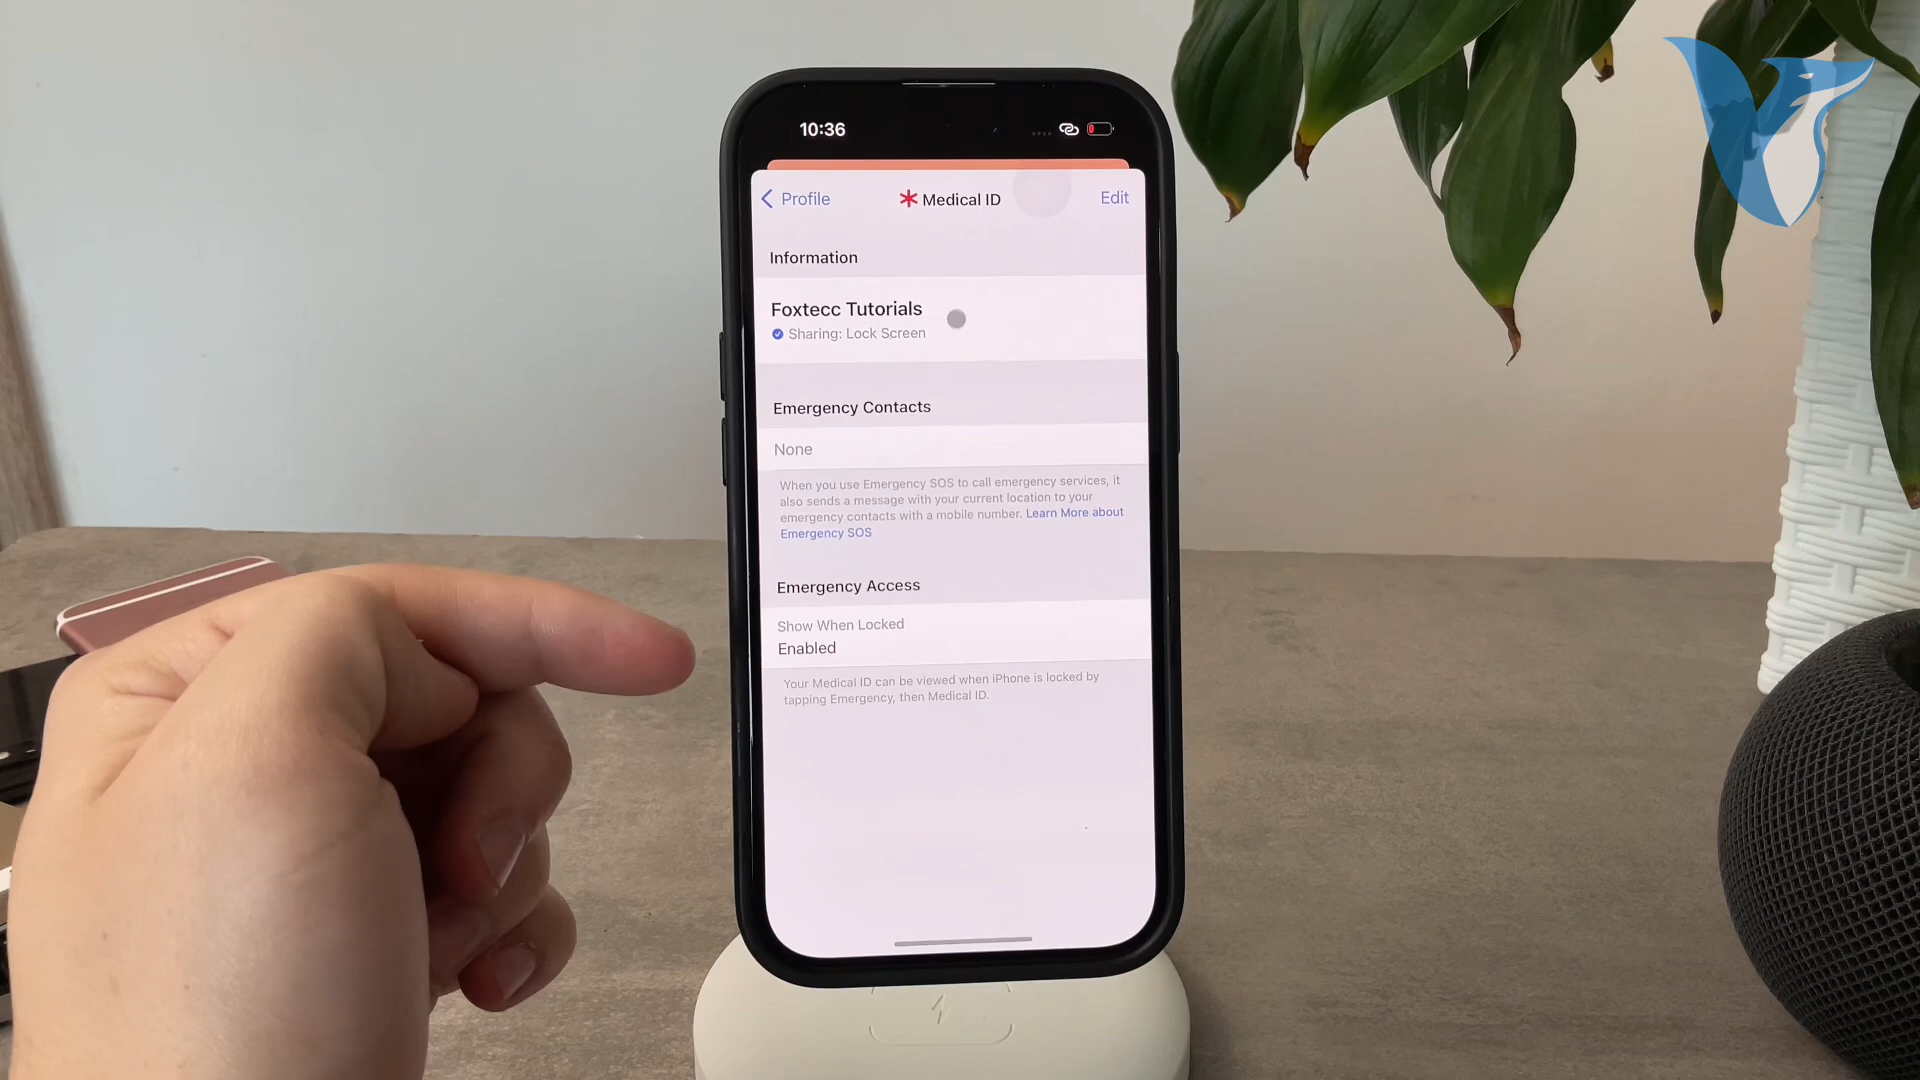 10:36
Profile
Medical ID
Edit
Information
Foxtecc Tutorials
Sharing: Lock Screen
Emergency Contacts
None
When you use Emergency SOS to call emergency services, it
also sends a message with your current location to your
emergency contacts with a mobile number. Learn More about
Emergency SOS
Emergency Access
Show When Locked
Enabled
Your Medical ID can be viewed when iPhone is locked by
tapping Emergency, then Medical ID.